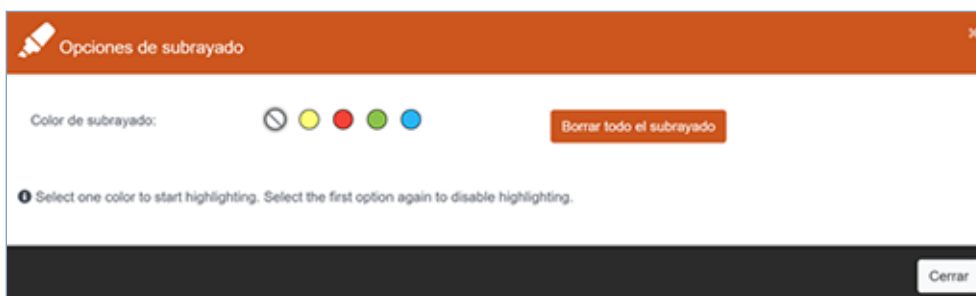 Opciones de subrayado
Color de subrayado:
Borrar todo el subrayado
Select one color to start highlighting. Select the first option again to disable highlighting.
Cerrar